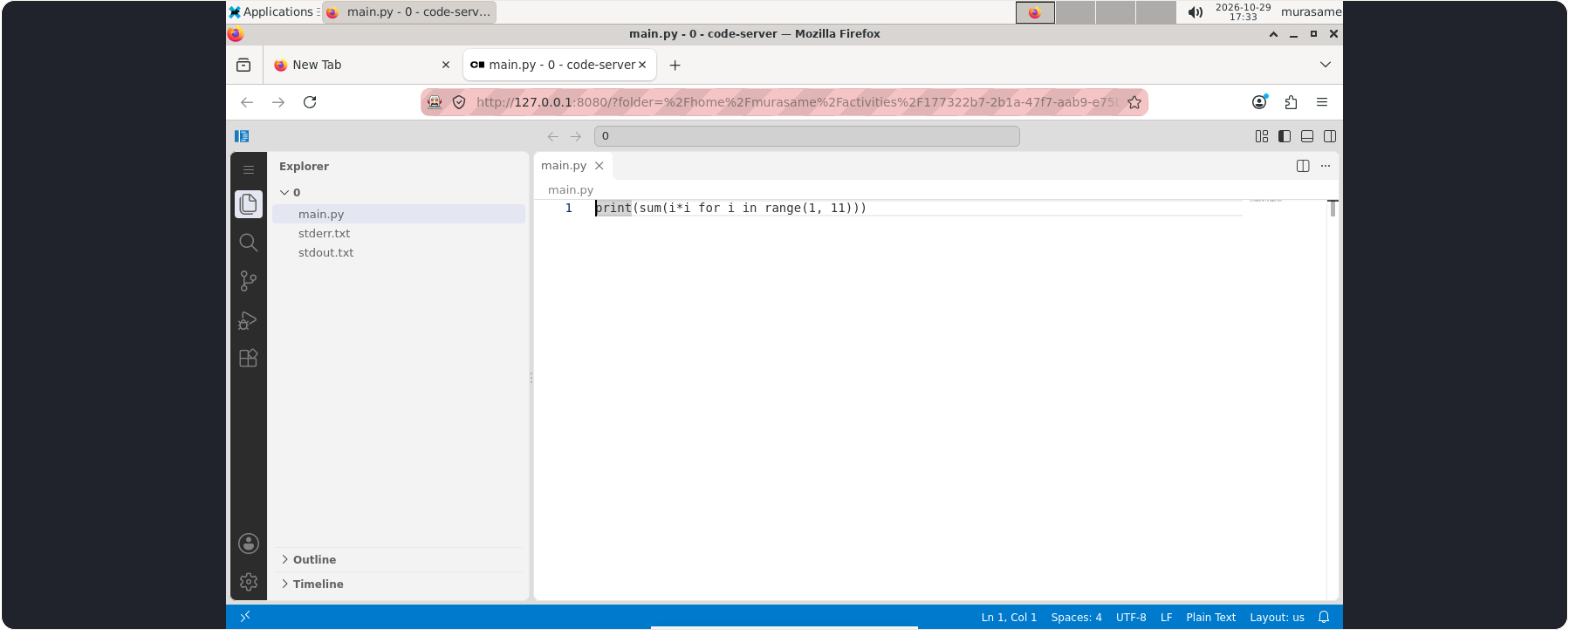 Applications
main.py - 0 - code-serv...
2026-10-29
17:33
murasame
main.py - 0 - code-server — Mozilla Firefox
New Tab
main.py - 0 - code-server
http://127.0.0.1:8080/?folder=%2Fhome%2Fmurasame%2Factivities%2F177322b7-2b1a-47f7-aab9-e75
0
Explorer
0
main.py
stderr.txt
stdout.txt
Outline
Timeline
main.py
...
main.py
1 print(sum(i*i for i in range(1, 11)))
Ln 1, Col 1
Spaces: 4
UTF-8
LF
Plain Text
Layout: us